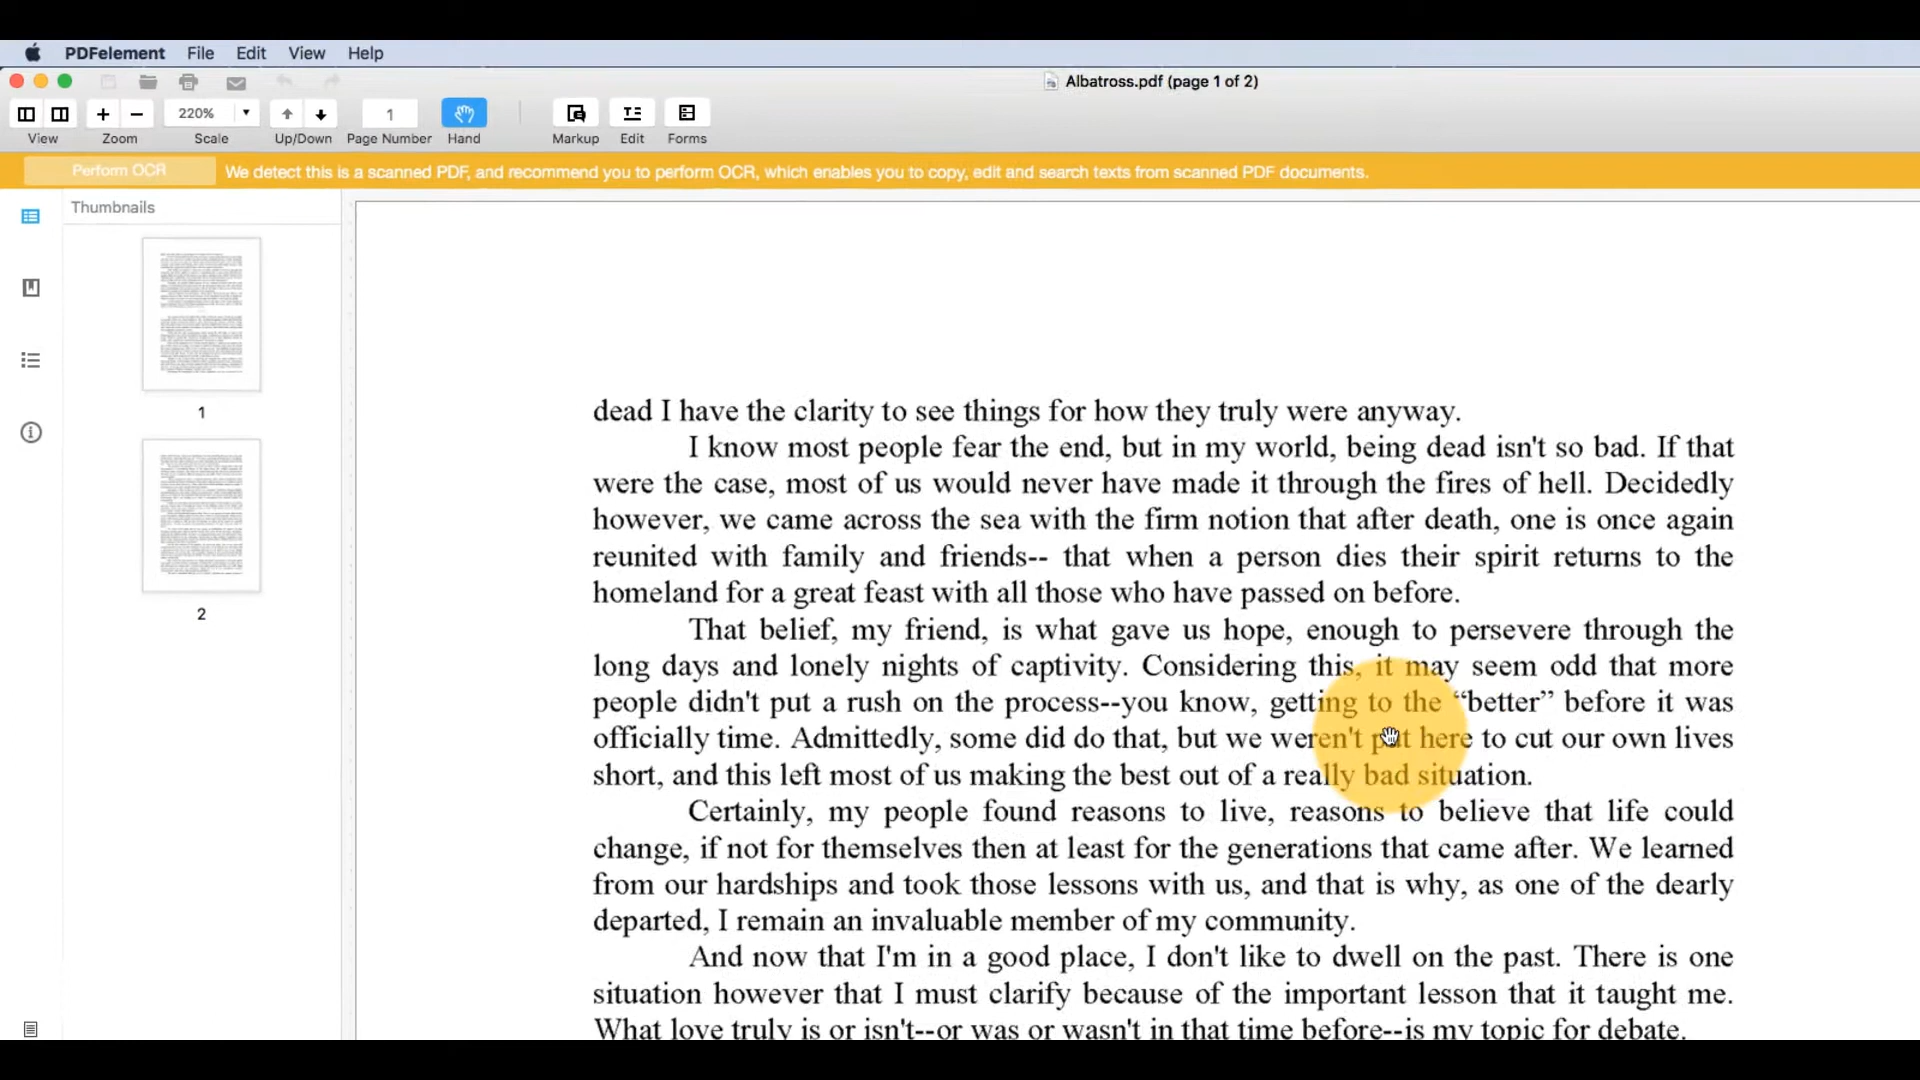 PDFelement File Edit View Help
Albatross.pdf (page 1 of 2)
220% 1
View Zoom Scale Up/Down Page Number Hand Markup Edit Forms
Perform OCR We detect this is a scanned PDF, and recommend you to perform OCR, which enables you to copy, edit and search texts from scanned PDF documents.
Thumbnails
1
2
dead I have the clarity to see things for how they truly were anyway.
I know most people fear the end, but in my world, being dead isn't so bad. If that
were the case, most of us would never have made it through the fires of hell. Decidedly
however, we came across the sea with the firm notion that after death, one is once again
reunited with family and friends-- that when a person dies their spirit returns to the
homeland for a great feast with all those who have passed on before.
That belief, my friend, is what gave us hope, enough to persevere through the
long days and lonely nights of captivity. Considering this, it may seem odd that more
people didn't put a rush on the process--you know, getting to the “better” before it was
officially time. Admittedly, some did do that, but we weren't put here to cut our own lives
short, and this left most of us making the best out of a really bad situation.
Certainly, my people found reasons to live, reasons to believe that life could
change, if not for themselves then at least for the generations that came after. We learned
from our hardships and took those lessons with us, and that is why, as one of the dearly
departed, I remain an invaluable member of my community.
And now that I'm in a good place, I don't like to dwell on the past. There is one
situation however that I must clarify because of the important lesson that it taught me.
What love truly is or isn't--or was or wasn't in that time before--is my topic for debate.